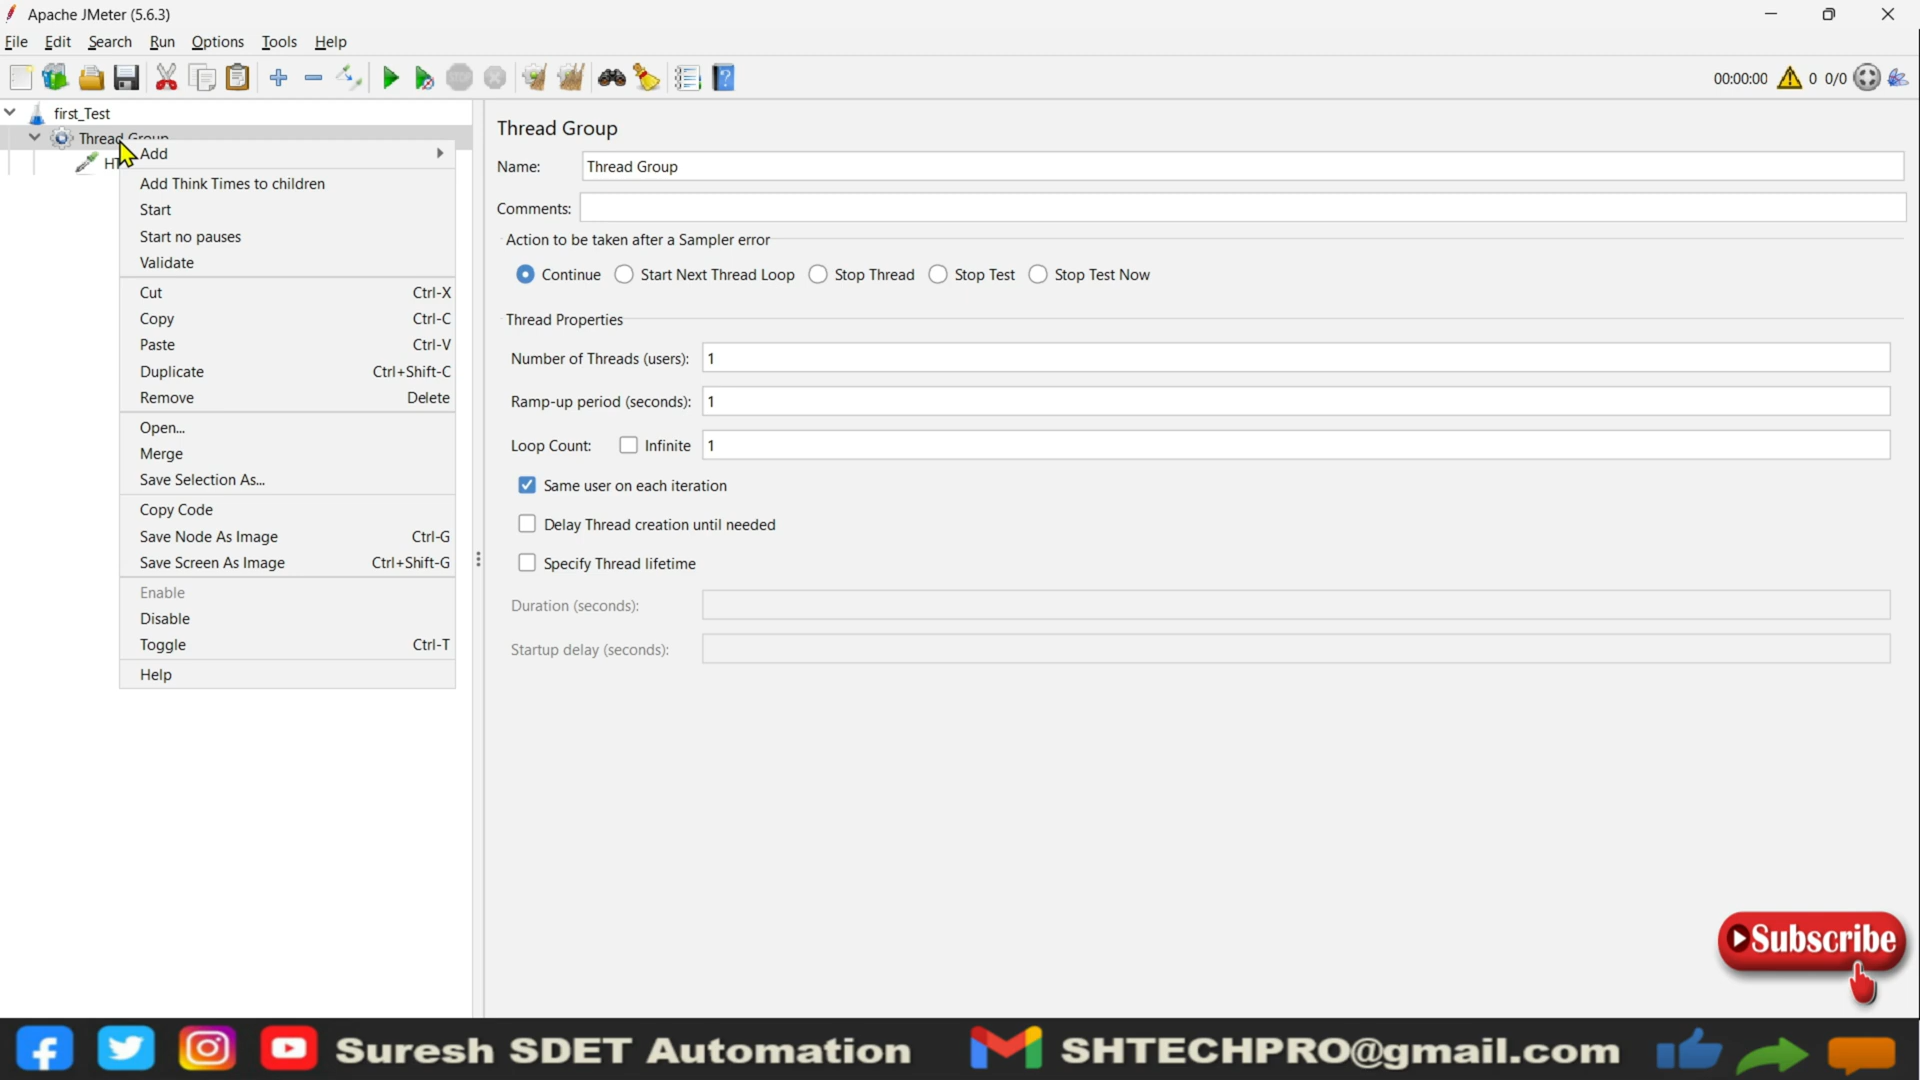 Apache JMeter (5.6.3)
File Edit Search Run Options Tools Help
00:00:00 0 0/0
first_Test
Thread Group
HT
Add
Add Think Times to children
Start
Start no pauses
Validate
Cut Ctrl-X
Copy Ctrl-C
Paste Ctrl-V
Duplicate Ctrl+Shift-C
Remove Delete
Open...
Merge
Save Selection As...
Copy Code
Save Node As Image Ctrl-G
Save Screen As Image Ctrl+Shift-G
Enable
Disable
Toggle Ctrl-T
Help
Thread Group
Name: Thread Group
Comments:
Action to be taken after a Sampler error
Continue Start Next Thread Loop Stop Thread Stop Test Stop Test Now
Thread Properties
Number of Threads (users): 1
Ramp-up period (seconds): 1
Loop Count: Infinite 1
Same user on each iteration
Delay Thread creation until needed
Specify Thread lifetime
Duration (seconds):
Startup delay (seconds):
Subscribe
Suresh SDET Automation SHTECHPRO@gmail.com